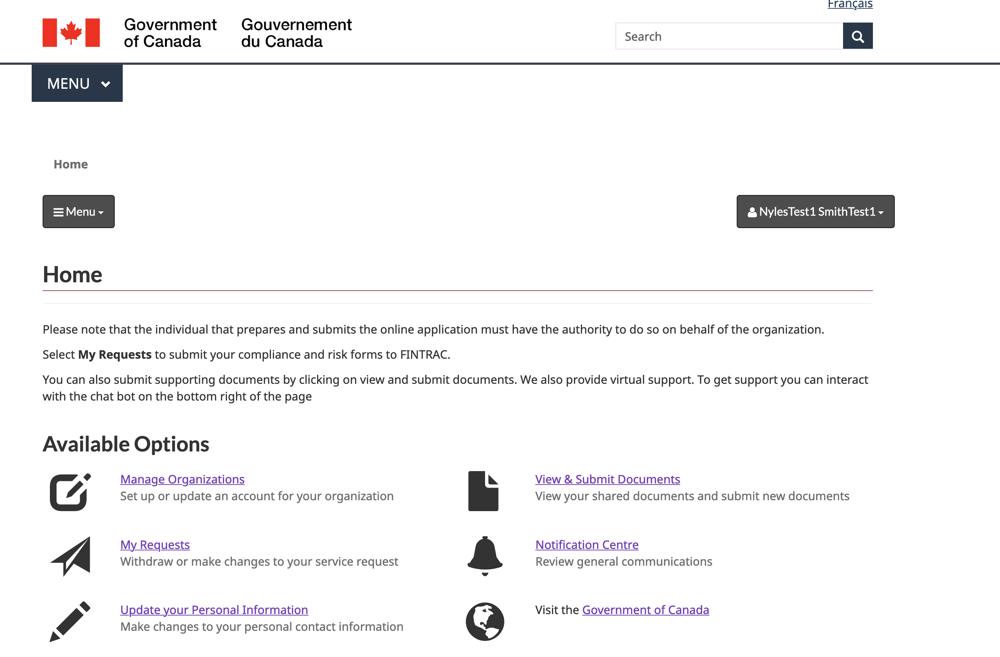 Français
Government
of Canada
Gouvernement
du Canada
Search
MENU
Home
Menu
NylesTest1 SmithTest1
Home
Please note that the individual that prepares and submits the online application must have the authority to do so on behalf of the organization.
Select My Requests to submit your compliance and risk forms to FINTRAC.
You can also submit supporting documents by clicking on view and submit documents. We also provide virtual support. To get support you can interact
with the chat bot on the bottom right of the page
Available Options
Manage Organizations
Set up or update an account for your organization
View & Submit Documents
View your shared documents and submit new documents
My Requests
Withdraw or make changes to your service request
Notification Centre
Review general communications
Update your Personal Information
Make changes to your personal contact information
Visit the Government of Canada